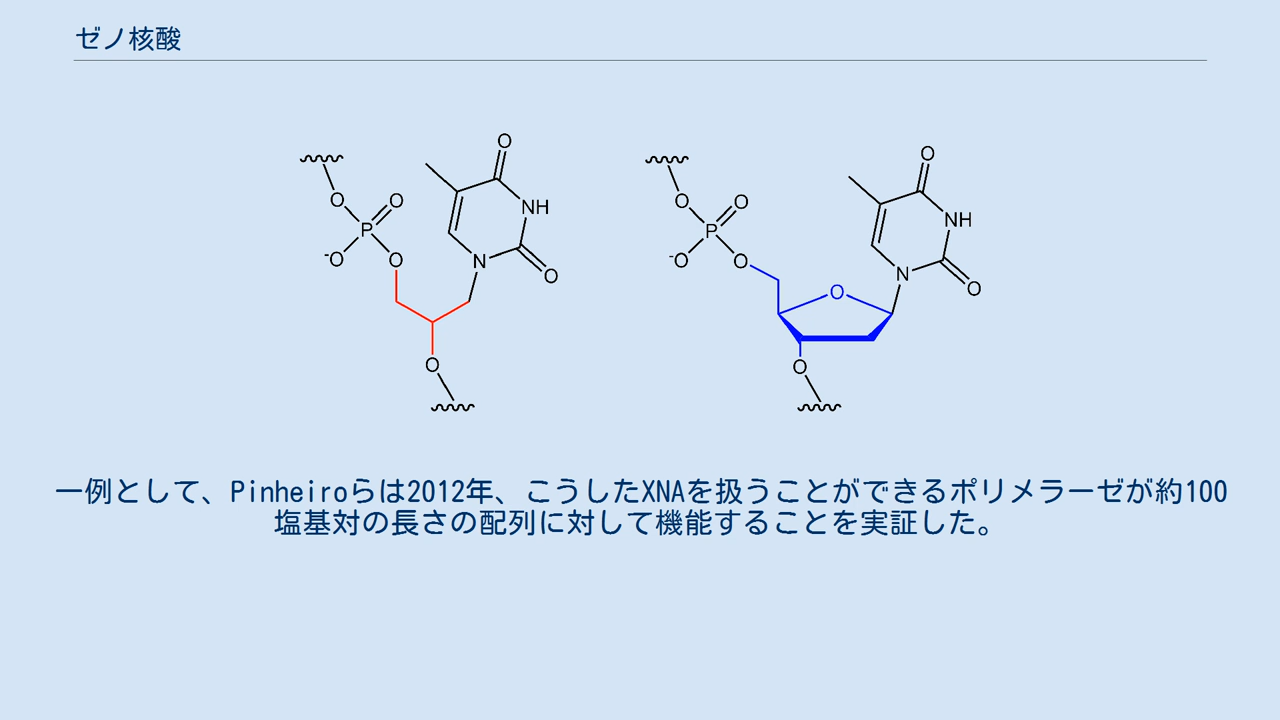 ゼノ核酸
O
O
O
O
P
O
NH
P
O
NH
-O
O
N
O
-O
O
N
O
O
O
O
一例として、Pinheiroらは2012年、こうしたXNAを扱うことができるポリメラーゼが約100
塩基対の長さの配列に対して機能することを実証した。